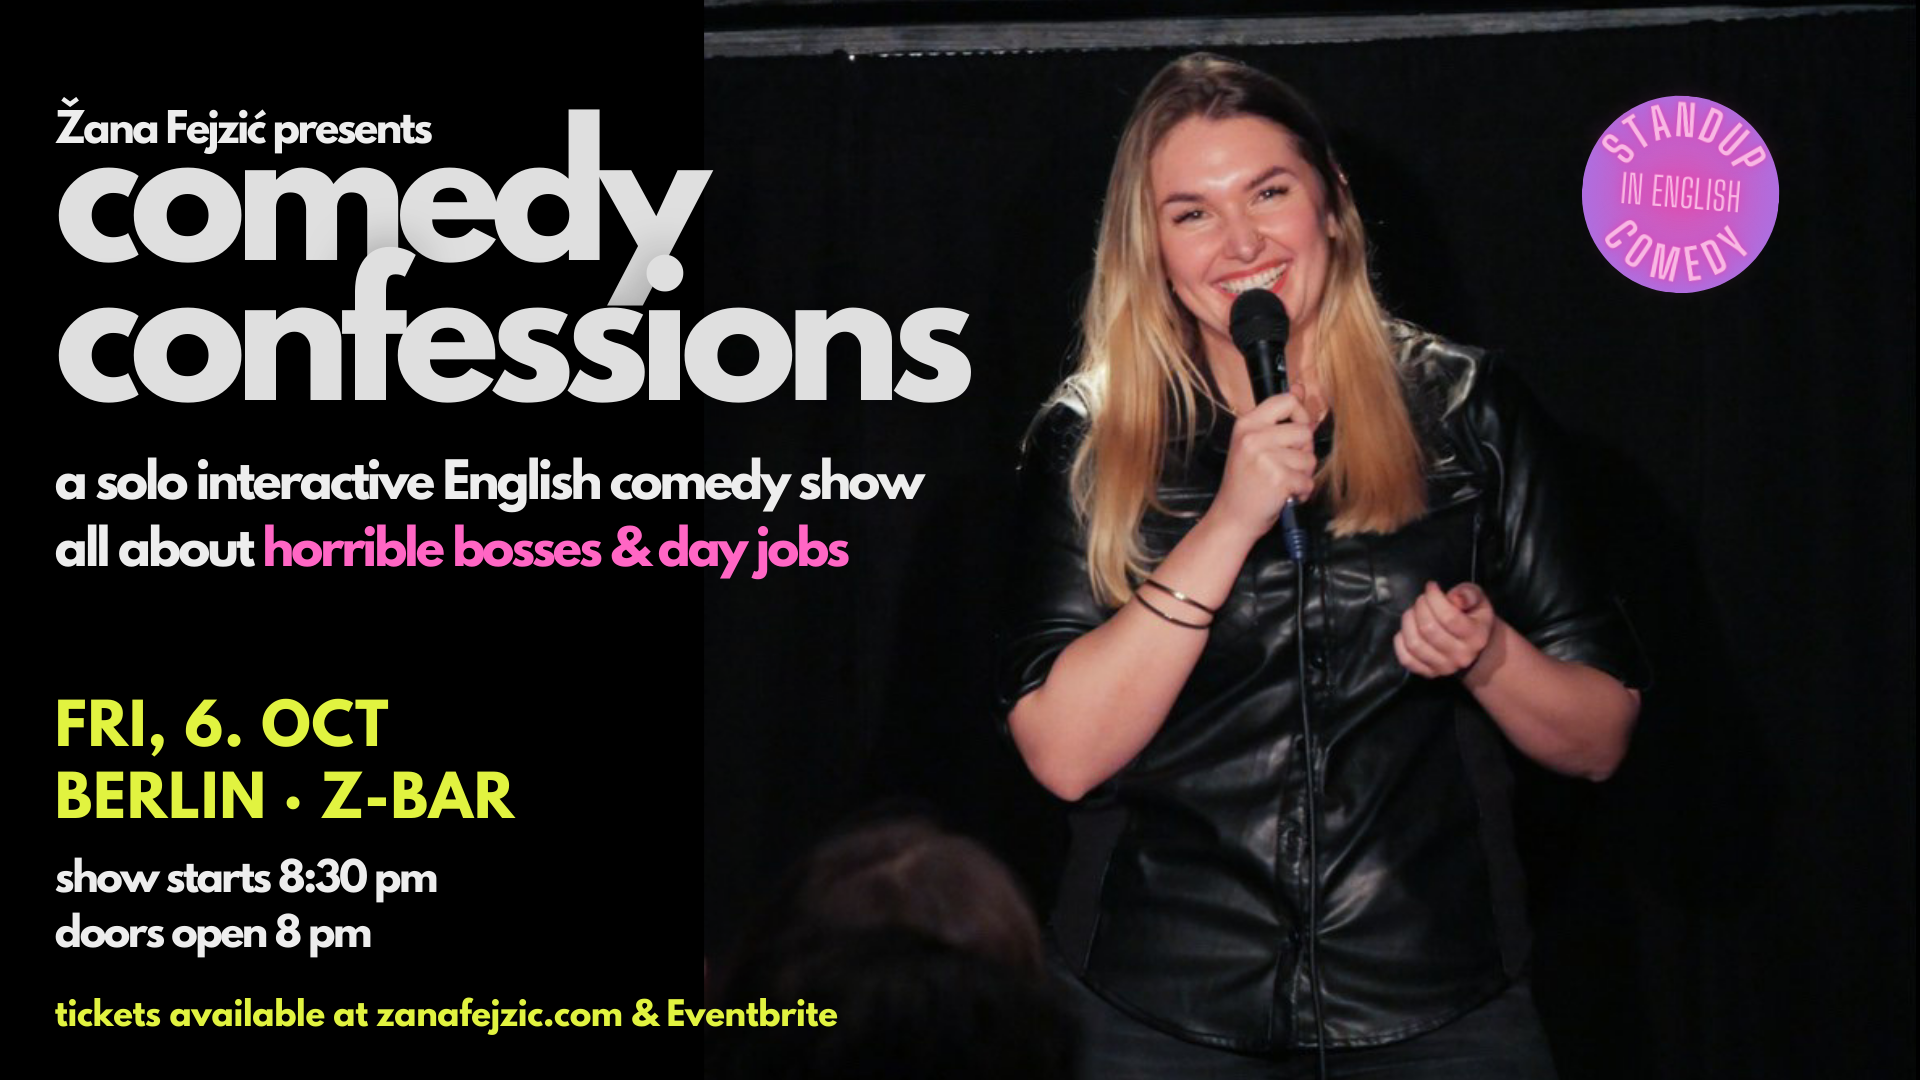 Žana Fejzić presents
comedy
confessions
a solo interactive English comedy show
all about horrible bosses & day jobs
FRI, 6. OCT
BERLIN • Z-BAR
show starts 8:30 pm
doors open 8 pm
tickets available at zanafejzic.com & Eventbrite
STANDUP
IN ENGLISH
COMEDY